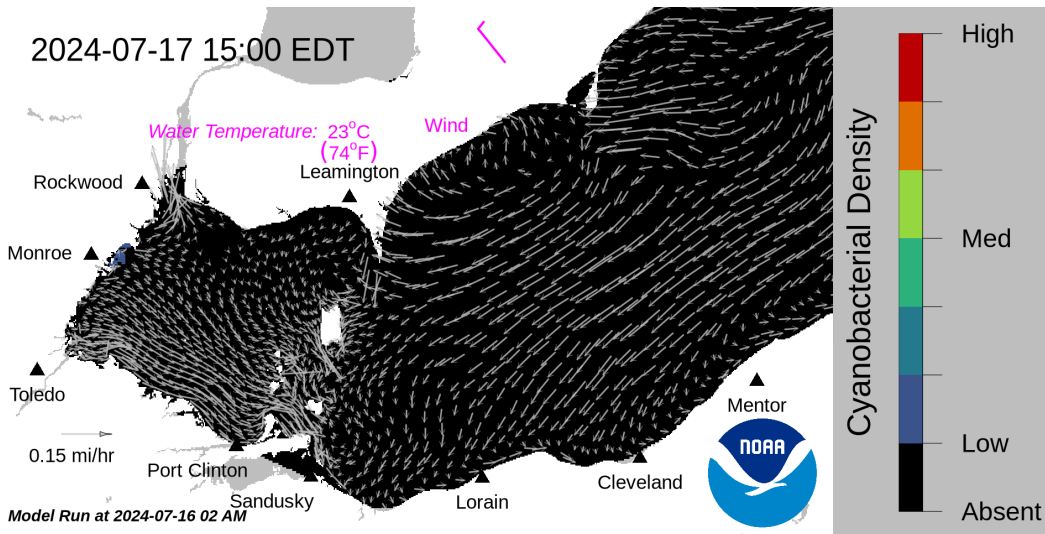 2024-07-17 15:00 EDT
Water Temperature: 23°C
(74°F)
Wind
Leamington
Rockwood
Monroe
Toledo
0.15 mi/hr
Port Clinton
Sandusky
Lorain
Cleveland
Mentor
NOAA
Model Run at 2024-07-16 02 AM
Cyanobacterial Density
High
Med
Low
Absent